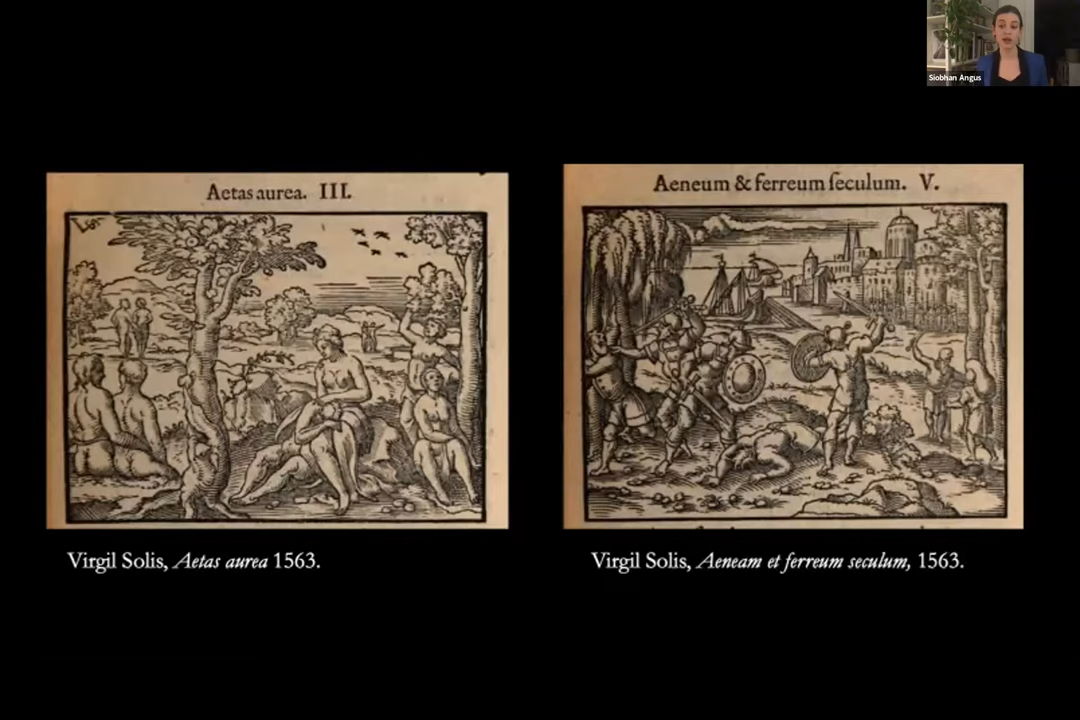 Siobhan Angus
Aetas aurea. III.
Aeneum & ferreum ſeculum. V.
Virgil Solis, Aetas aurea 1563.
Virgil Solis, Aeneam et ferreum seculum, 1563.